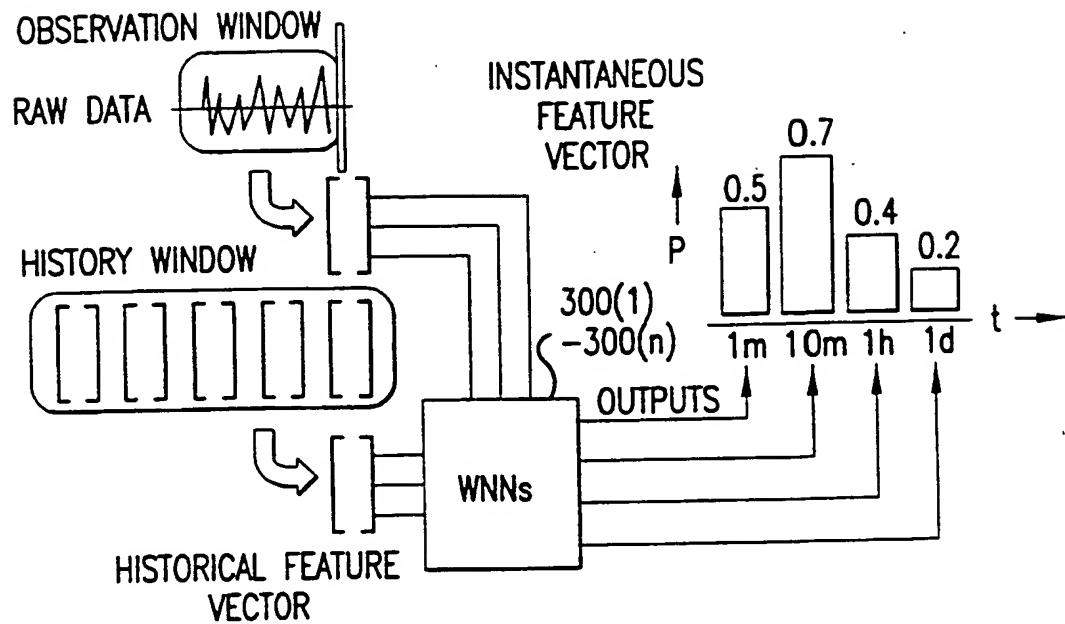 OBSERVATION WINDOW
RAW DATA
INSTANTANEOUS
FEATURE
VECTOR
HISTORY WINDOW
P
0.5
0.7
0.4
0.2
t
1m 10m 1h 1d
300(1)
-300(n)
OUTPUTS
WNNs
HISTORICAL FEATURE
VECTOR